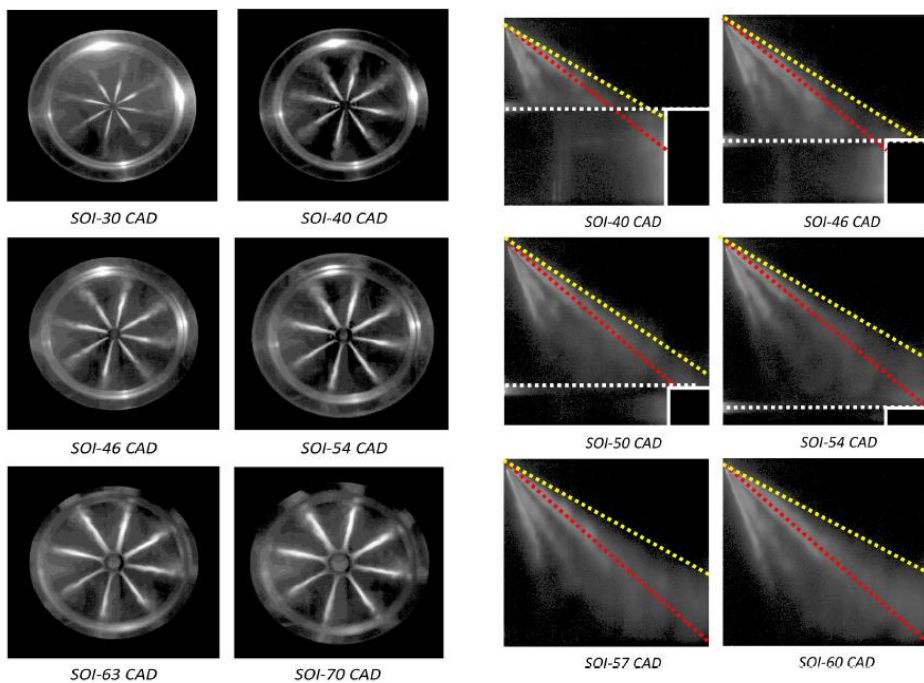 SOI-30 CAD
SOI-40 CAD
SOI-46 CAD
SOI-54 CAD
SOI-63 CAD
SOI-70 CAD
SOI-40 CAD
SOI-46 CAD
SOI-50 CAD
SOI-54 CAD
SOI-57 CAD
SOI-60 CAD